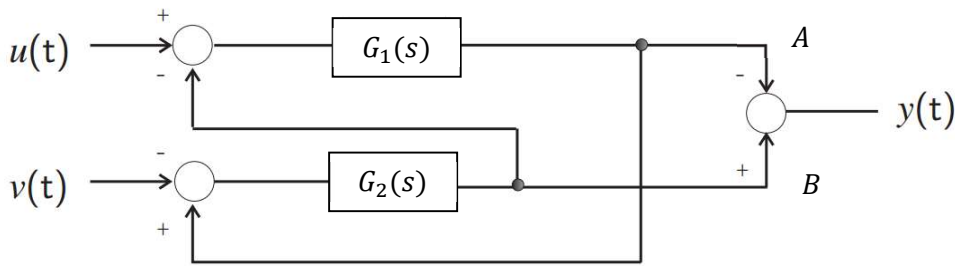 +
u(t)
-
G₁(s)
A
-
y(t)
-
v(t)
+
G₂(s)
+
B